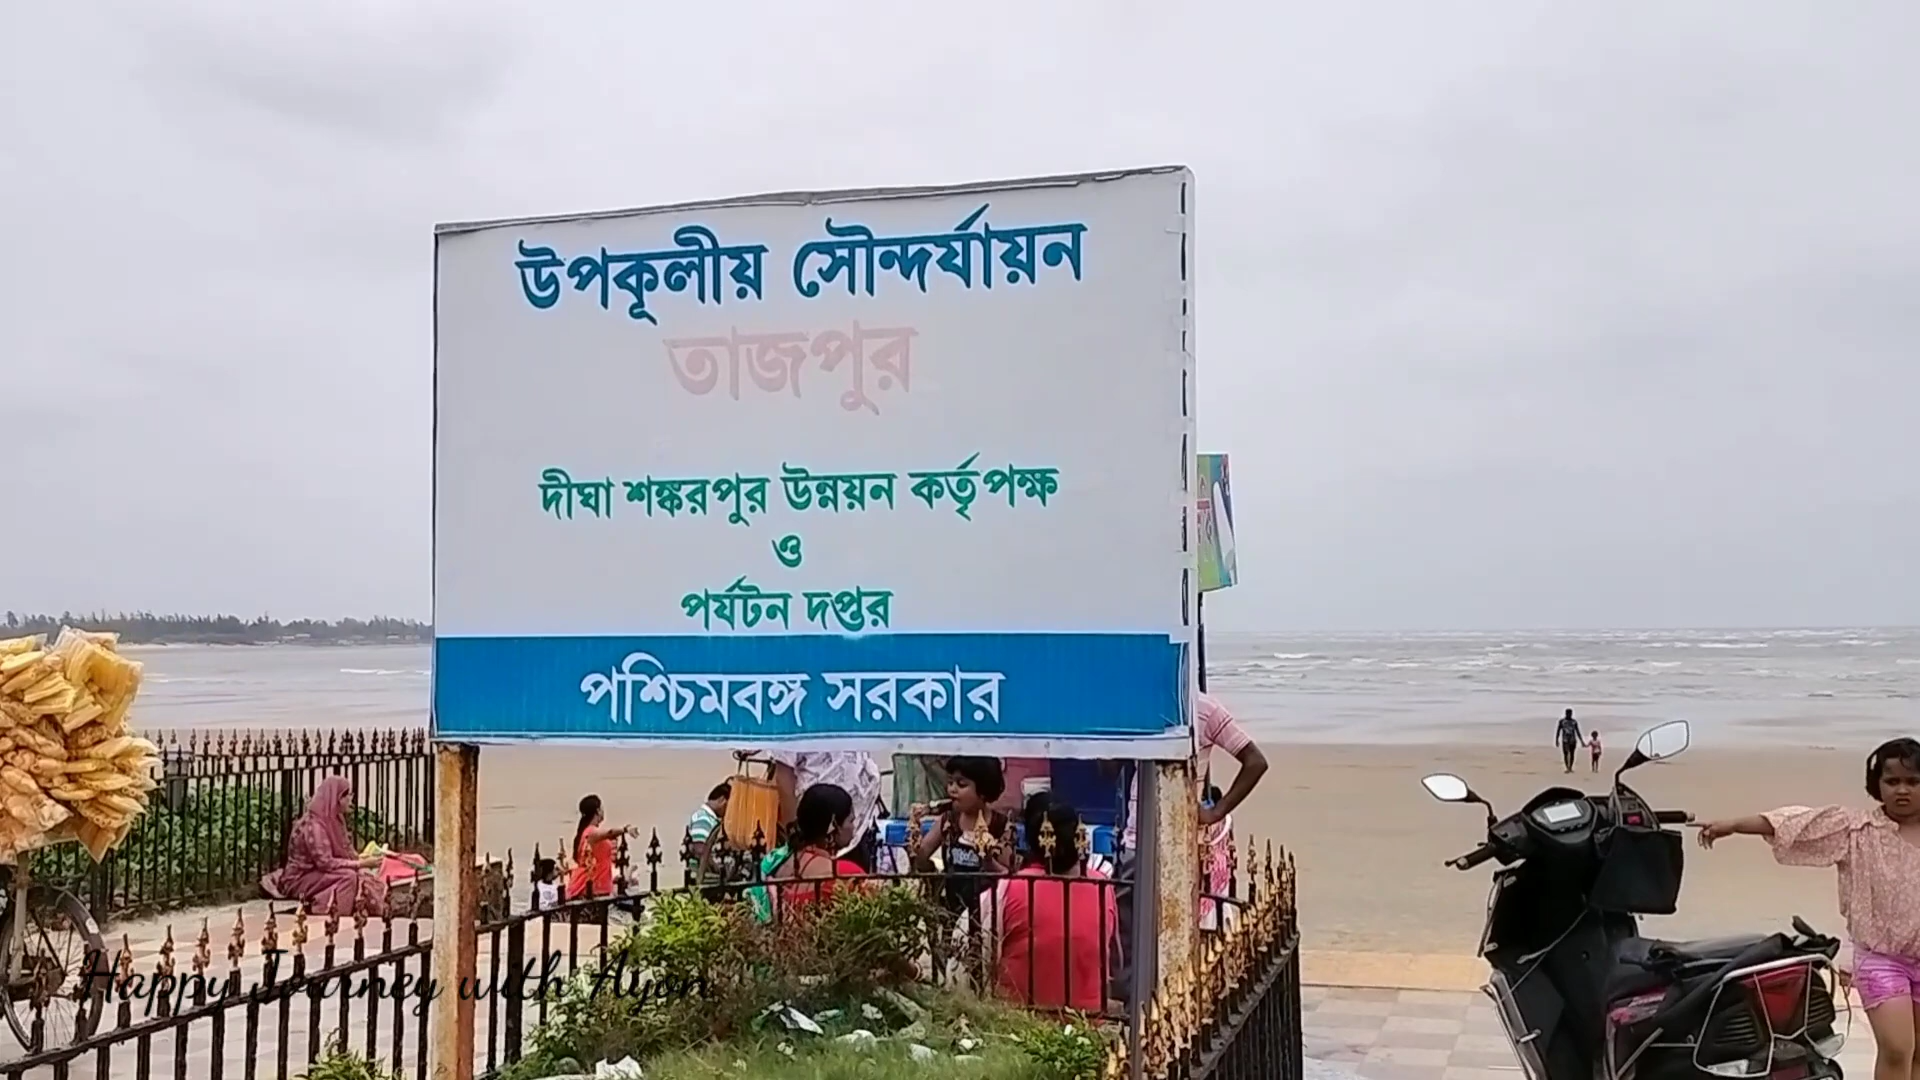 উপকূলীয় সৌন্দর্যায়ন
তাজপুর
দীঘা শঙ্করপুর উন্নয়ন কর্তৃপক্ষ
ও
পর্যটন দপ্তর
পশ্চিমবঙ্গ সরকার
Happy Journey with Ayon